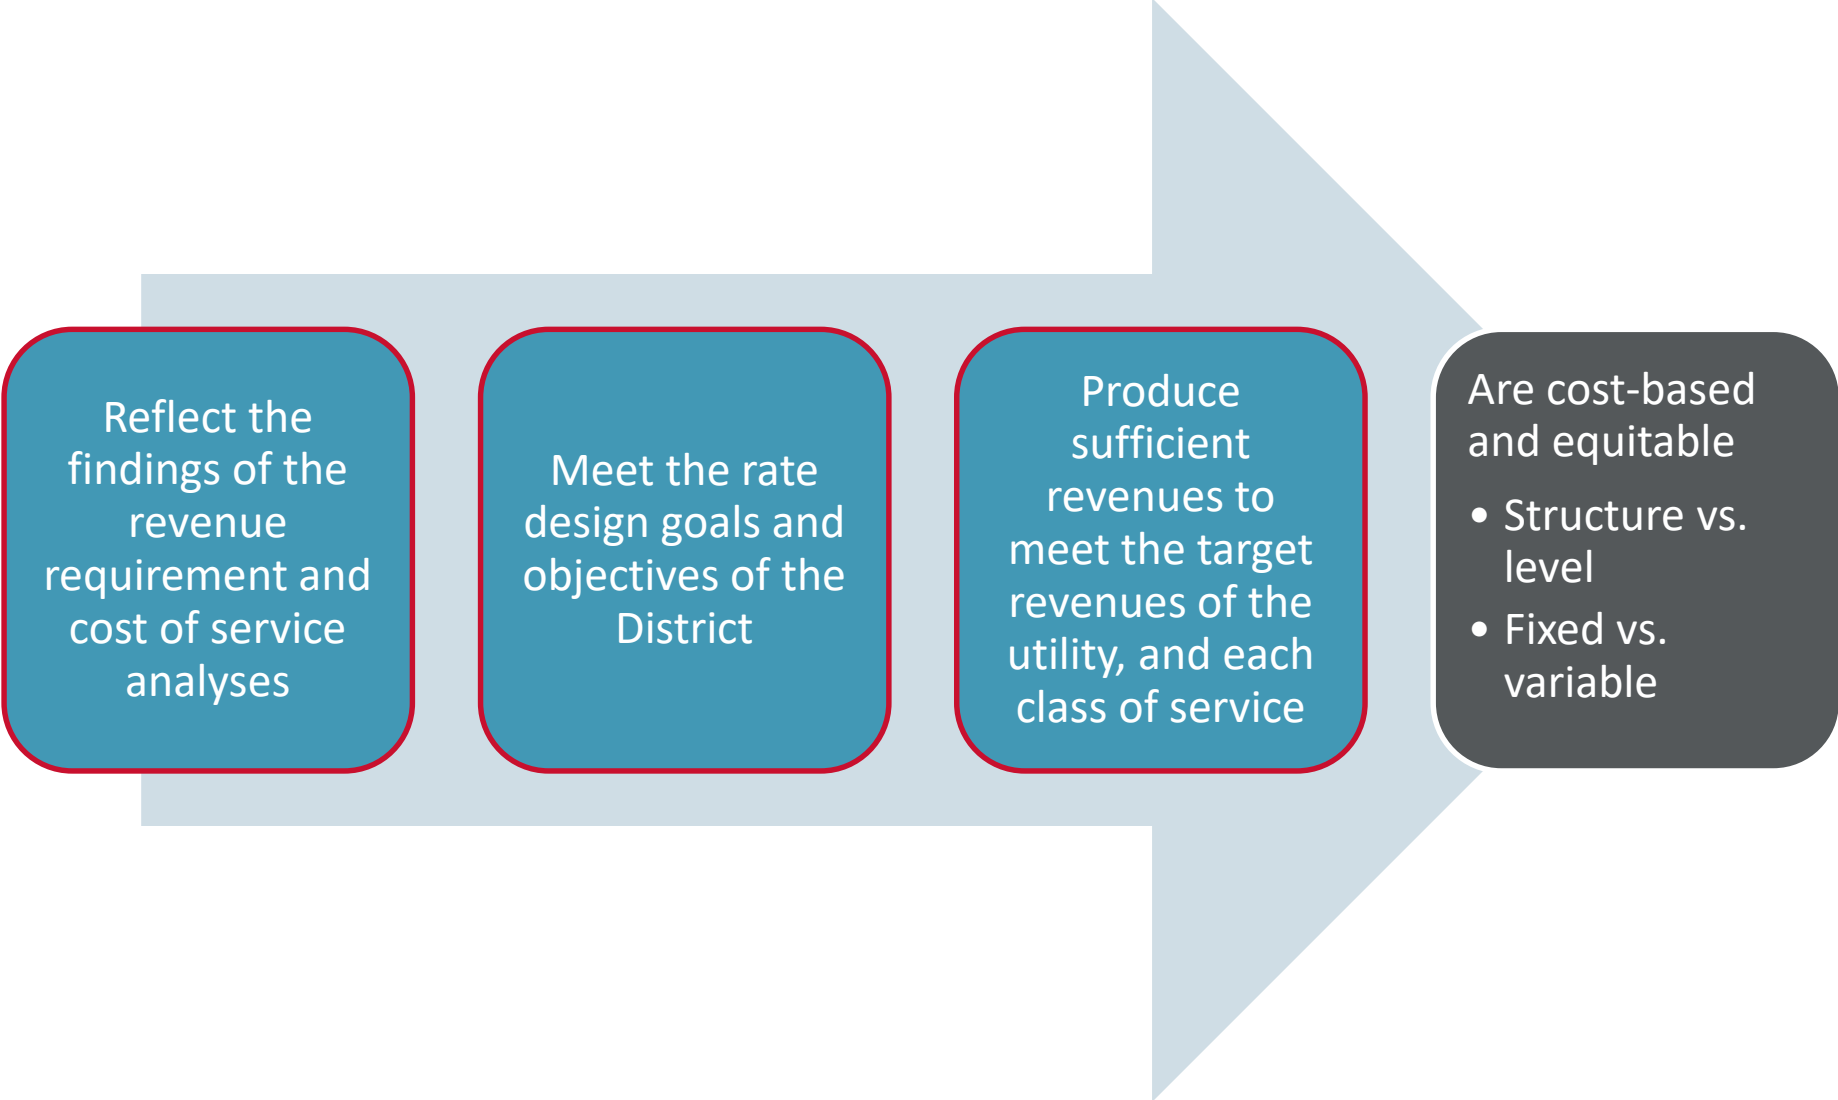 Reflect the
findings of the
revenue
requirement and
cost of service
analyses
Meet the rate
design goals and
objectives of the
District
Produce
sufficient
revenues to
meet the target
revenues of the
utility, and each
class of service
Are cost-based
and equitable
• Structure vs.
level
• Fixed vs.
variable